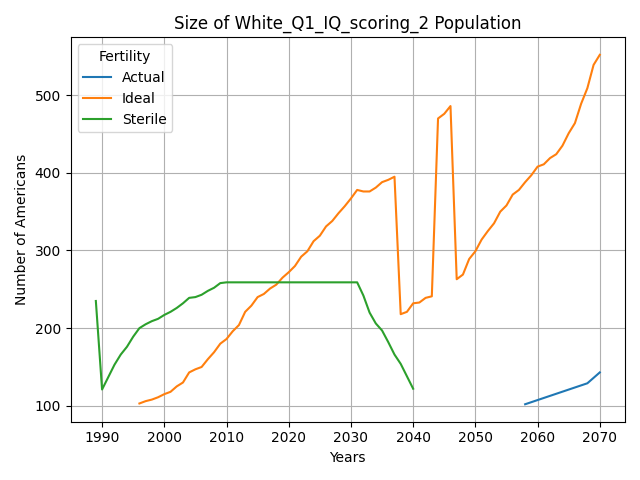 Size of White_Q1_IQ_scoring_2 Population
Fertility
Actual
Ideal
Sterile
Number of Americans
500
400
300
200
100
1990 2000 2010 2020 2030 2040 2050 2060 2070
Years